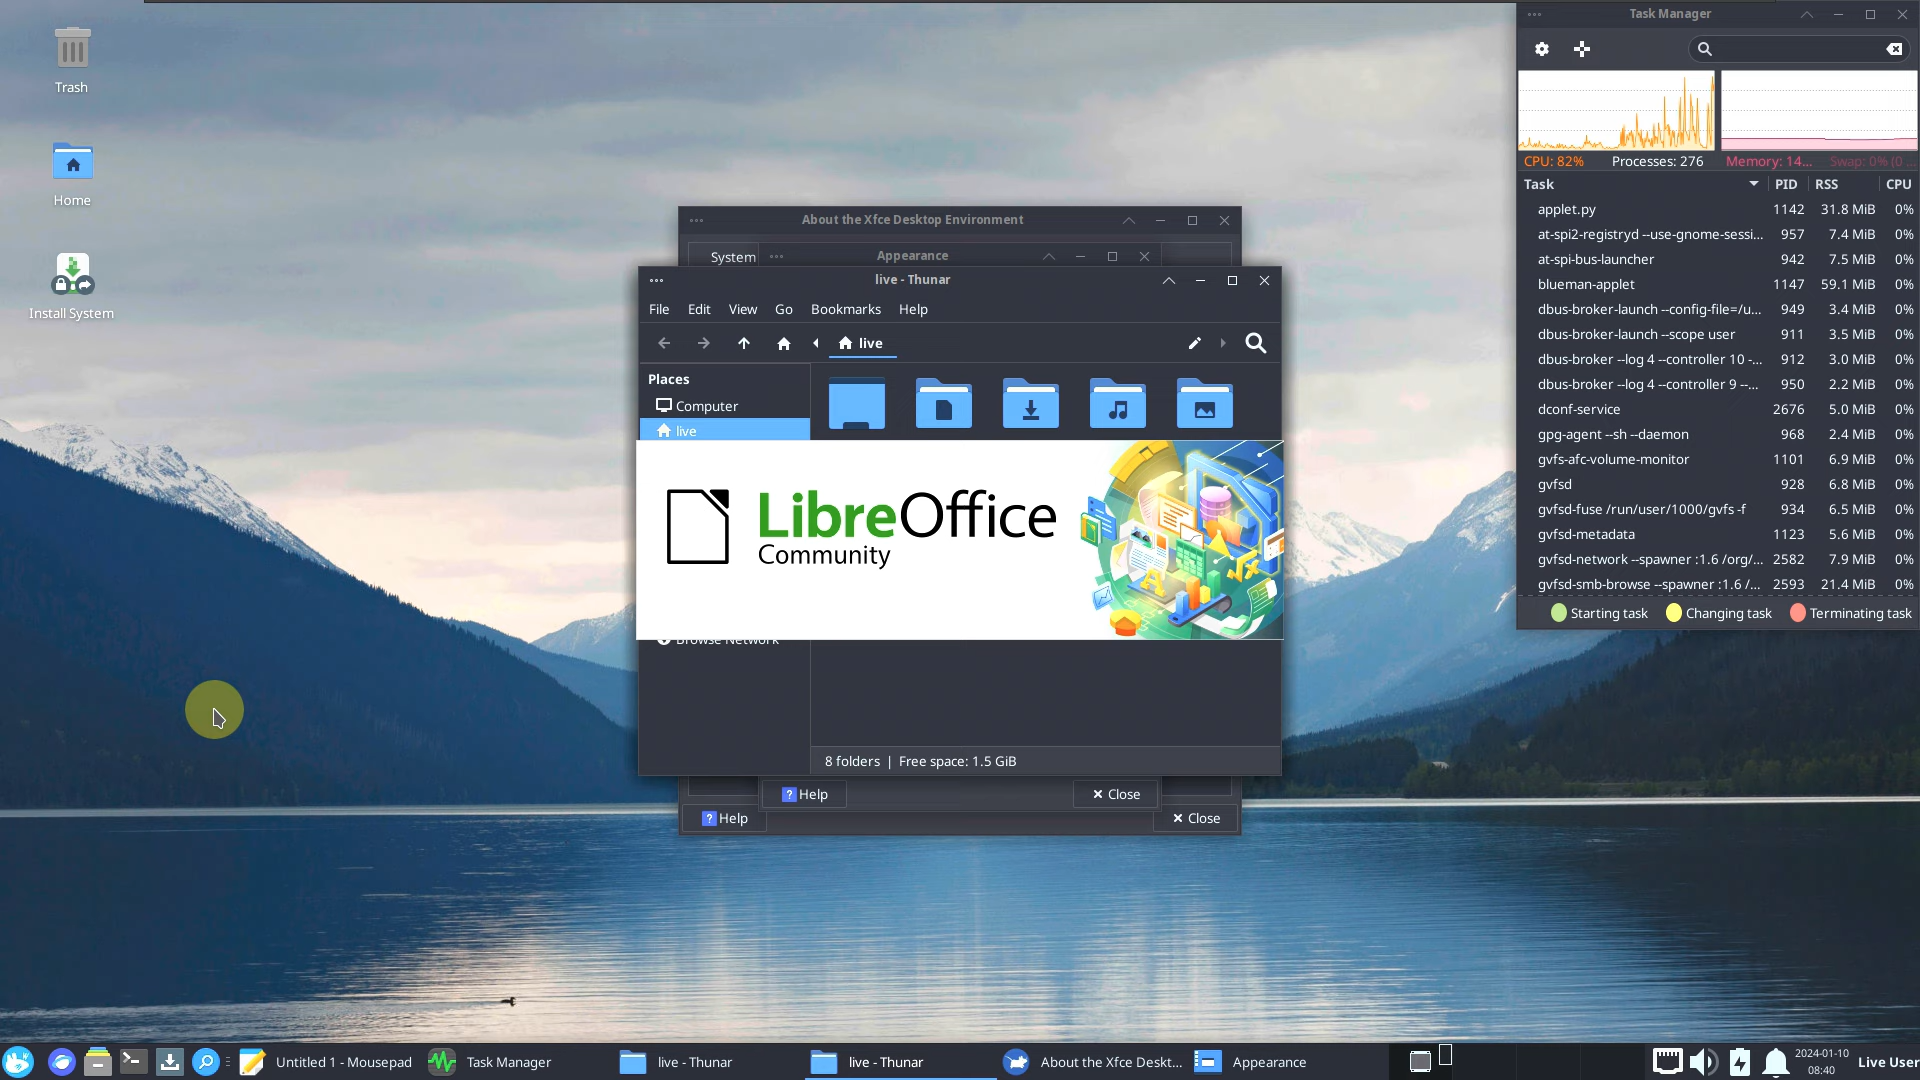 Trash
Home
Install System
Task Manager
CPU: 82%
Processes: 276
Memory: 14...
Swap: 0% (0 ...
Task PID RSS CPU
applet.py 1142 31.8 MiB 0%
at-spi2-registryd --use-gnome-sessi... 957 7.4 MiB 0%
at-spi-bus-launcher 942 7.5 MiB 0%
blueman-applet 1147 59.1 MiB 0%
dbus-broker-launch --config-file=/u... 949 3.4 MiB 0%
dbus-broker-launch --scope user 911 3.5 MiB 0%
dbus-broker --log 4 --controller 10 -... 912 3.0 MiB 0%
dbus-broker --log 4 --controller 9 --... 950 2.2 MiB 0%
dconf-service 2676 5.0 MiB 0%
gpg-agent --sh --daemon 968 2.4 MiB 0%
gvfs-afc-volume-monitor 1101 6.9 MiB 0%
gvfsd 928 6.8 MiB 0%
gvfsd-fuse /run/user/1000/gvfs -f 934 6.5 MiB 0%
gvfsd-metadata 1123 5.6 MiB 0%
gvfsd-network --spawner :1.6 /org/... 2582 7.9 MiB 0%
gvfsd-smb-browse --spawner :1.6 /... 2593 21.4 MiB 0%
Starting task Changing task Terminating task
About the Xfce Desktop Environment
System
Appearance
live - Thunar
File Edit View Go Bookmarks Help
live
Places
Computer
live
LibreOffice
Community
Browse Network
8 folders | Free space: 1.5 GiB
Help Close
Help Close
Untitled 1 - Mousepad
Task Manager
live - Thunar
live - Thunar
About the Xfce Deskt...
Appearance
2024-01-10
08:40
Live User